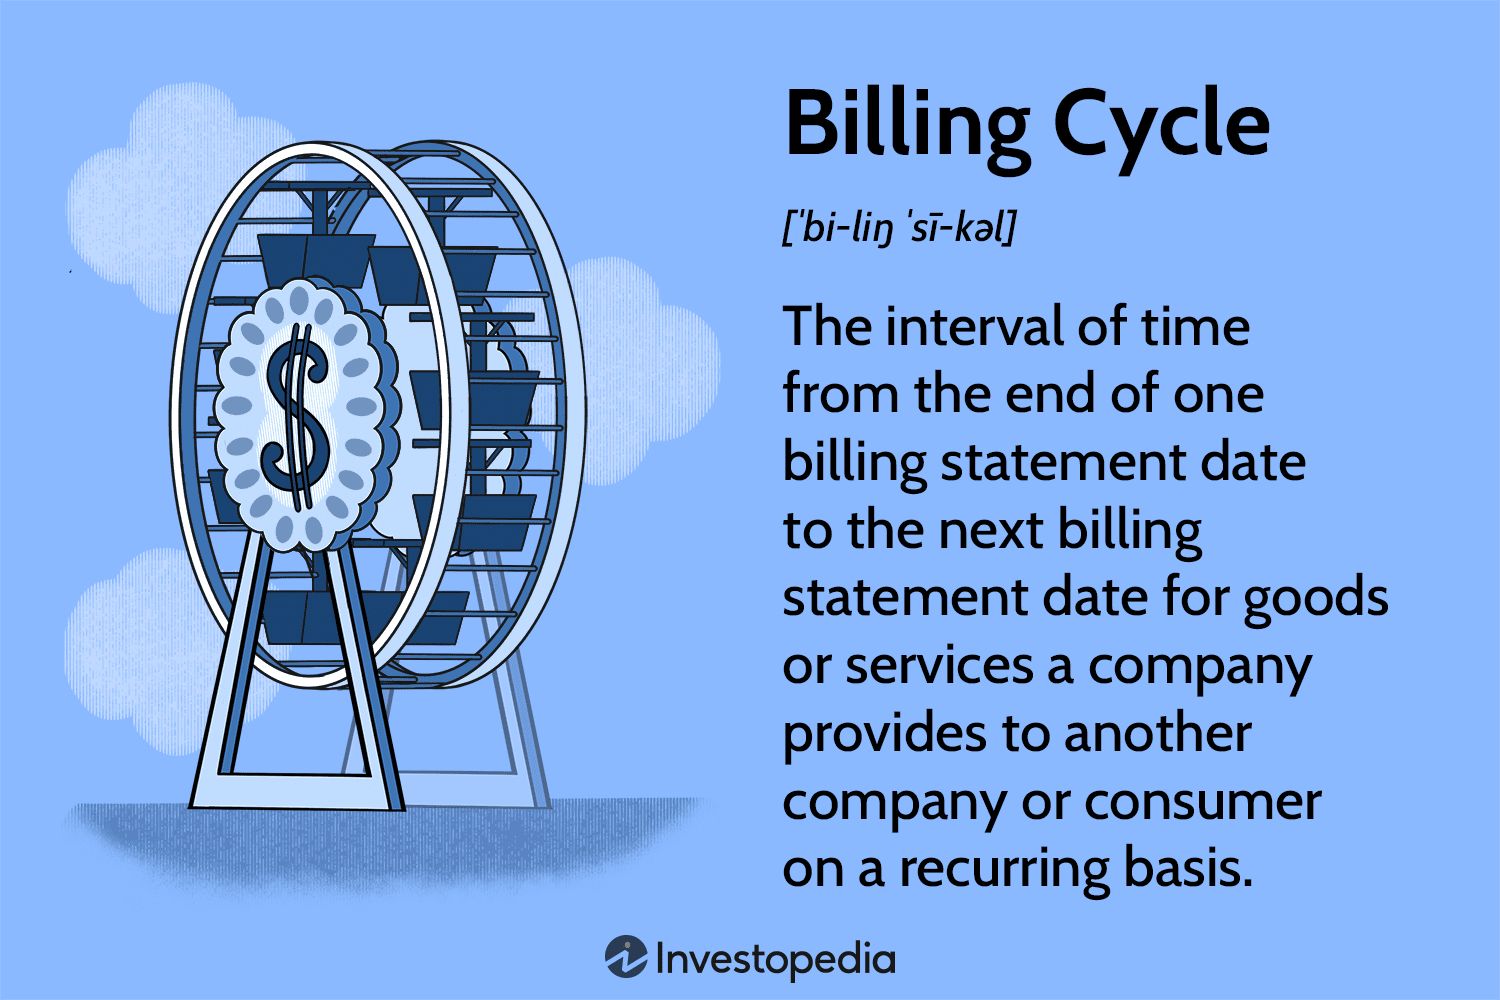 Billing Cycle
[ˈbi-liŋ ˈsī-kəl]
The interval of time
from the end of one
billing statement date
to the next billing
statement date for goods
or services a company
provides to another
company or consumer
on a recurring basis.
Investopedia